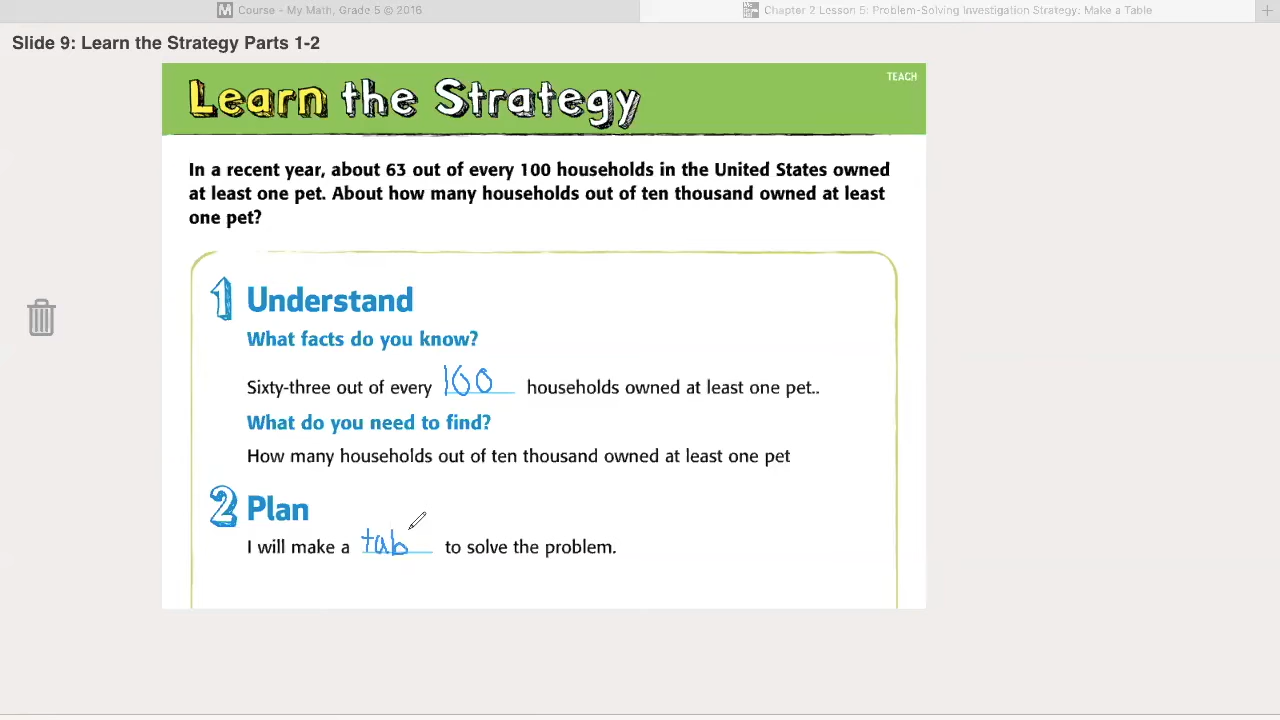 Course - My Math, Grade 5 © 2016
Chapter 2 Lesson 5: Problem-Solving Investigation Strategy: Make a Table
Slide 9: Learn the Strategy Parts 1-2
TEACH
Learn the Strategy
In a recent year, about 63 out of every 100 households in the United States owned
at least one pet. About how many households out of ten thousand owned at least
one pet?
1 Understand
What facts do you know?
Sixty-three out of every 100 households owned at least one pet..
What do you need to find?
How many households out of ten thousand owned at least one pet
2 Plan
I will make a tab to solve the problem.